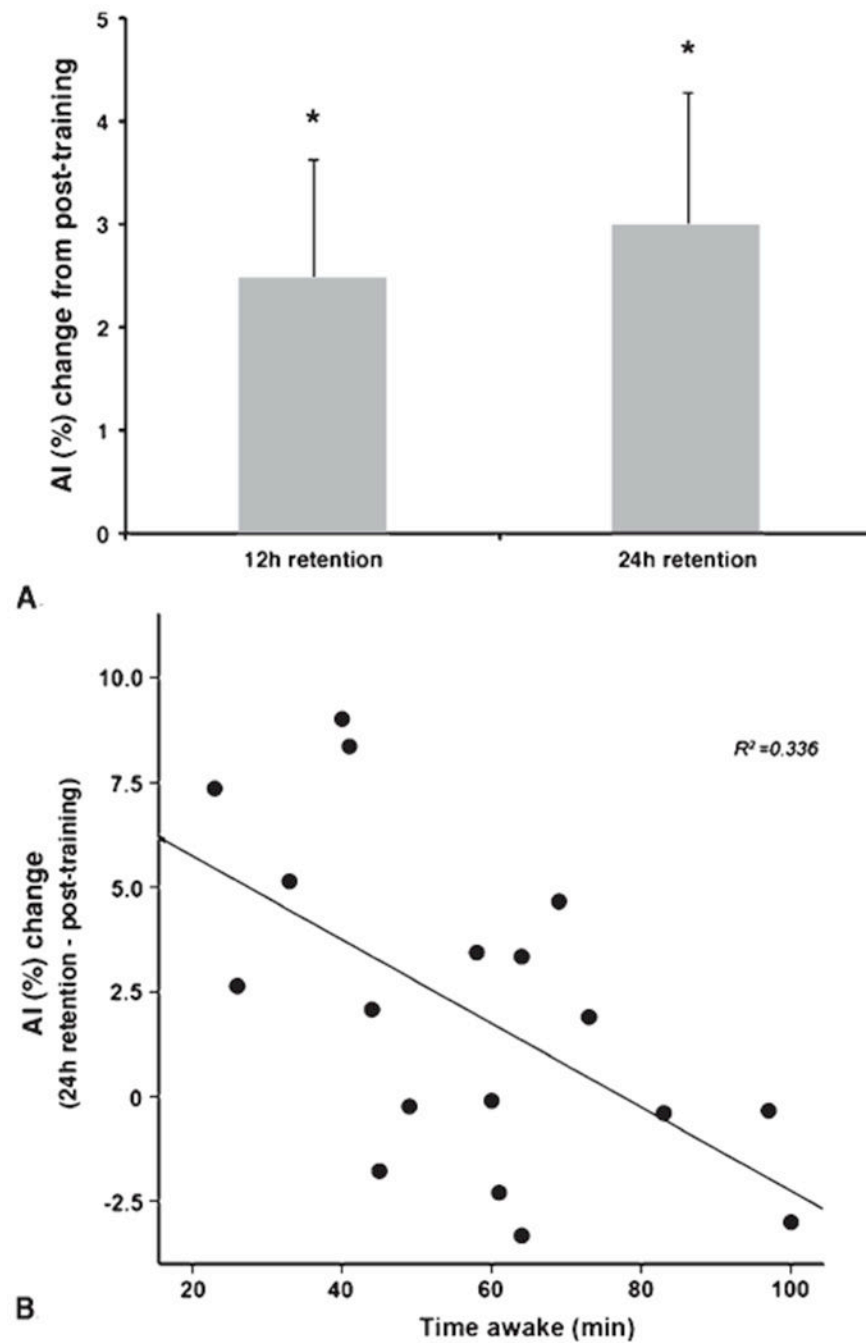 5
4
3
2
1
0
AI (%) change from post-training
*
*
12h retention
24h retention
A.
10.0
7.5
5.0
2.5
0
-2.5
AI (%) change
(24h retention - post-training)
R²=0.336
20
40
60
80
100
Time awake (min)
B.